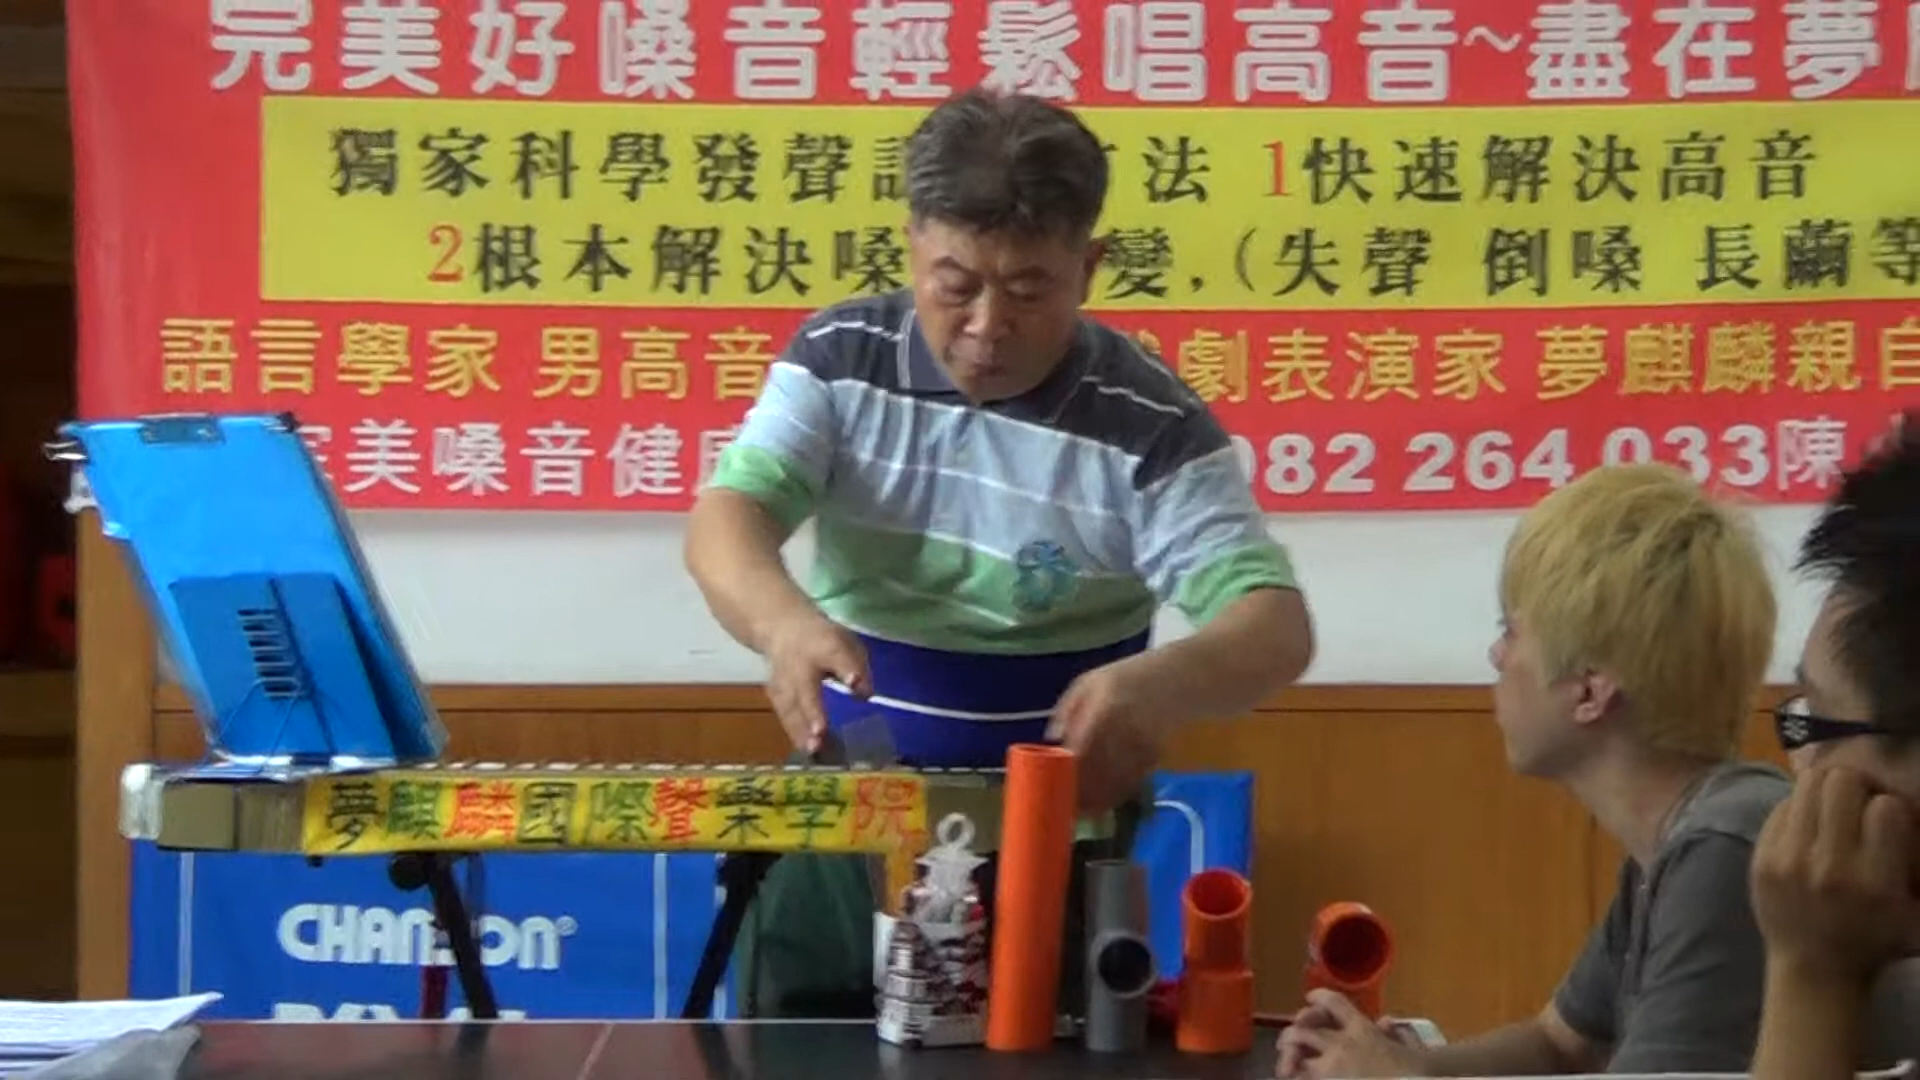 完美好嗓音輕鬆唱高音~盡在夢
獨家科學發聲 法 1快速解決高音
2根本解決嗓 變,(失聲 倒嗓 長繭等
語言學家 男高音 劇表演家 夢麒麟親自
美嗓音健 082 264 033陳
夢麒麟國際聲樂學院
CHANSON®